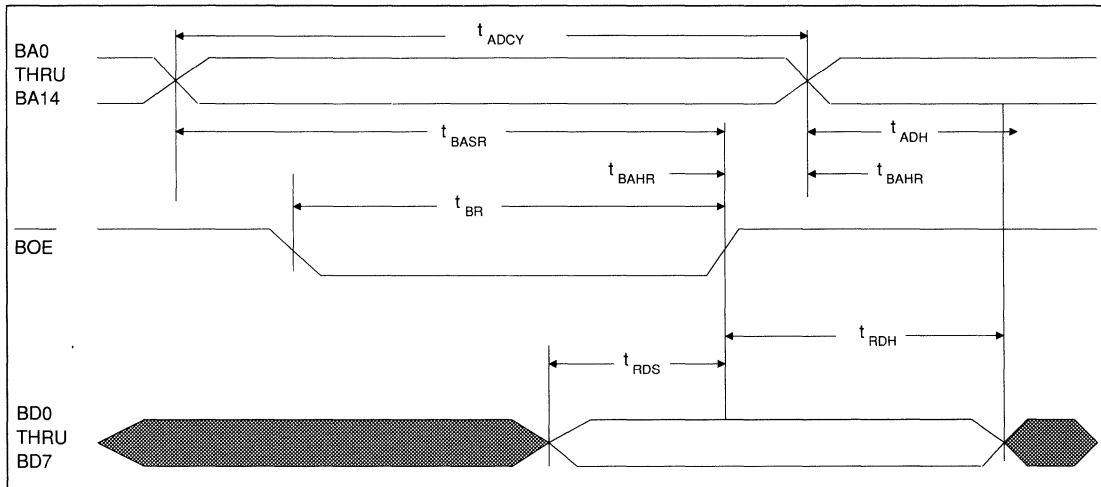 BA0
THRU
BA14
t ADCY
t BASR
t ADH
t BAHR
t BAHR
t BR
BOE
t RDH
t RDS
BD0
THRU
BD7